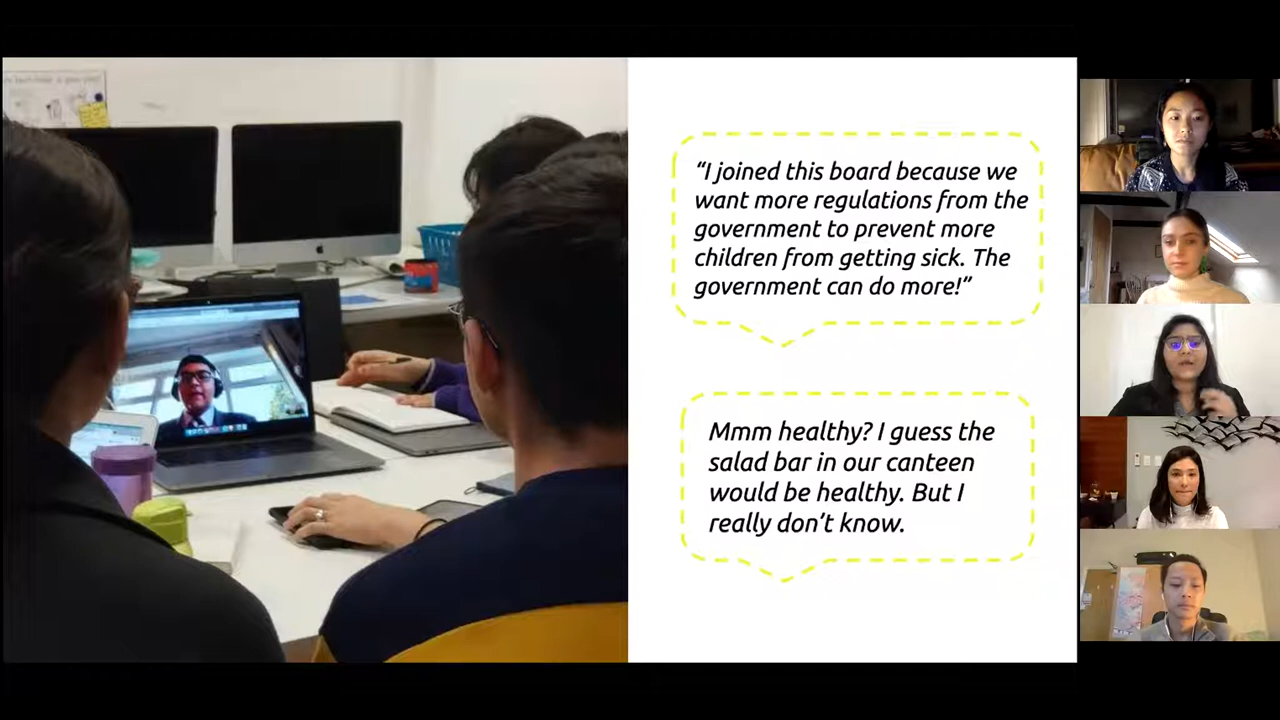 “I joined this board because we
want more regulations from the
government to prevent more
children from getting sick. The
government can do more!”
Mmm healthy? I guess the
salad bar in our canteen
would be healthy. But I
really don’t know.